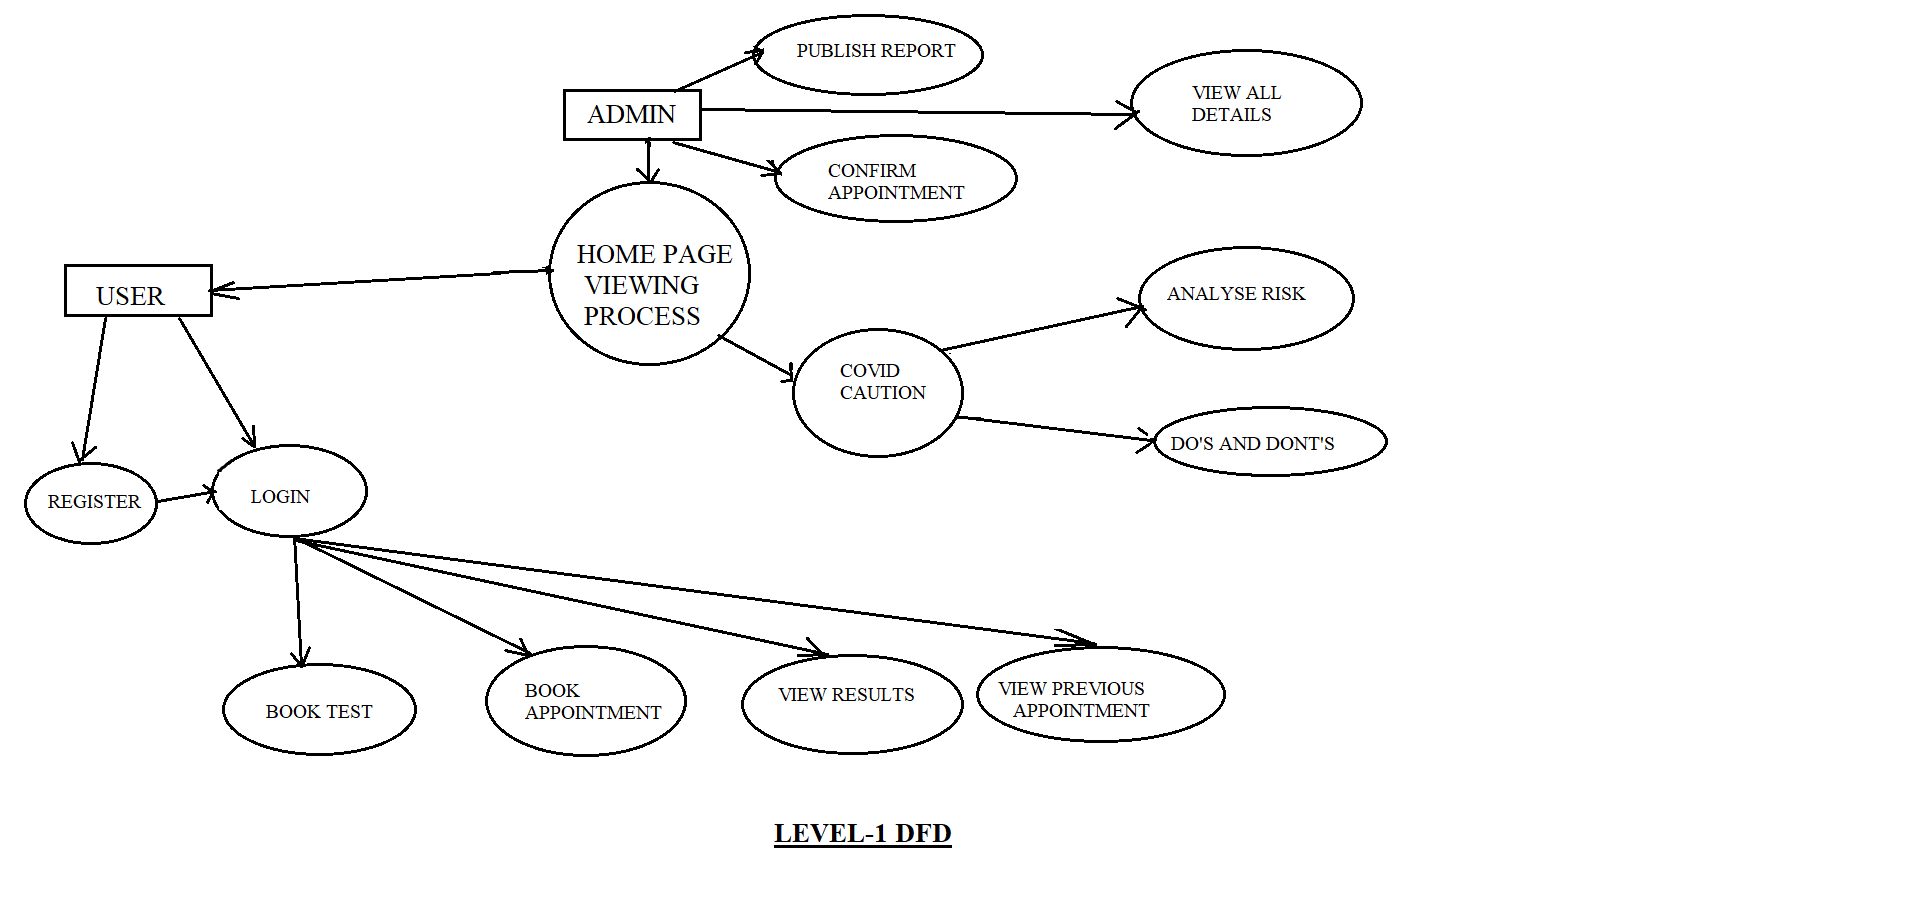 PUBLISH REPORT
ADMIN
VIEW ALL
DETAILS
CONFIRM
APPOINTMENT
HOME PAGE
VIEWING
PROCESS
USER
ANALYSE RISK
COVID
CAUTION
DO'S AND DONT'S
REGISTER
LOGIN
BOOK TEST
BOOK
APPOINTMENT
VIEW RESULTS
VIEW PREVIOUS
APPOINTMENT
LEVEL-1 DFD